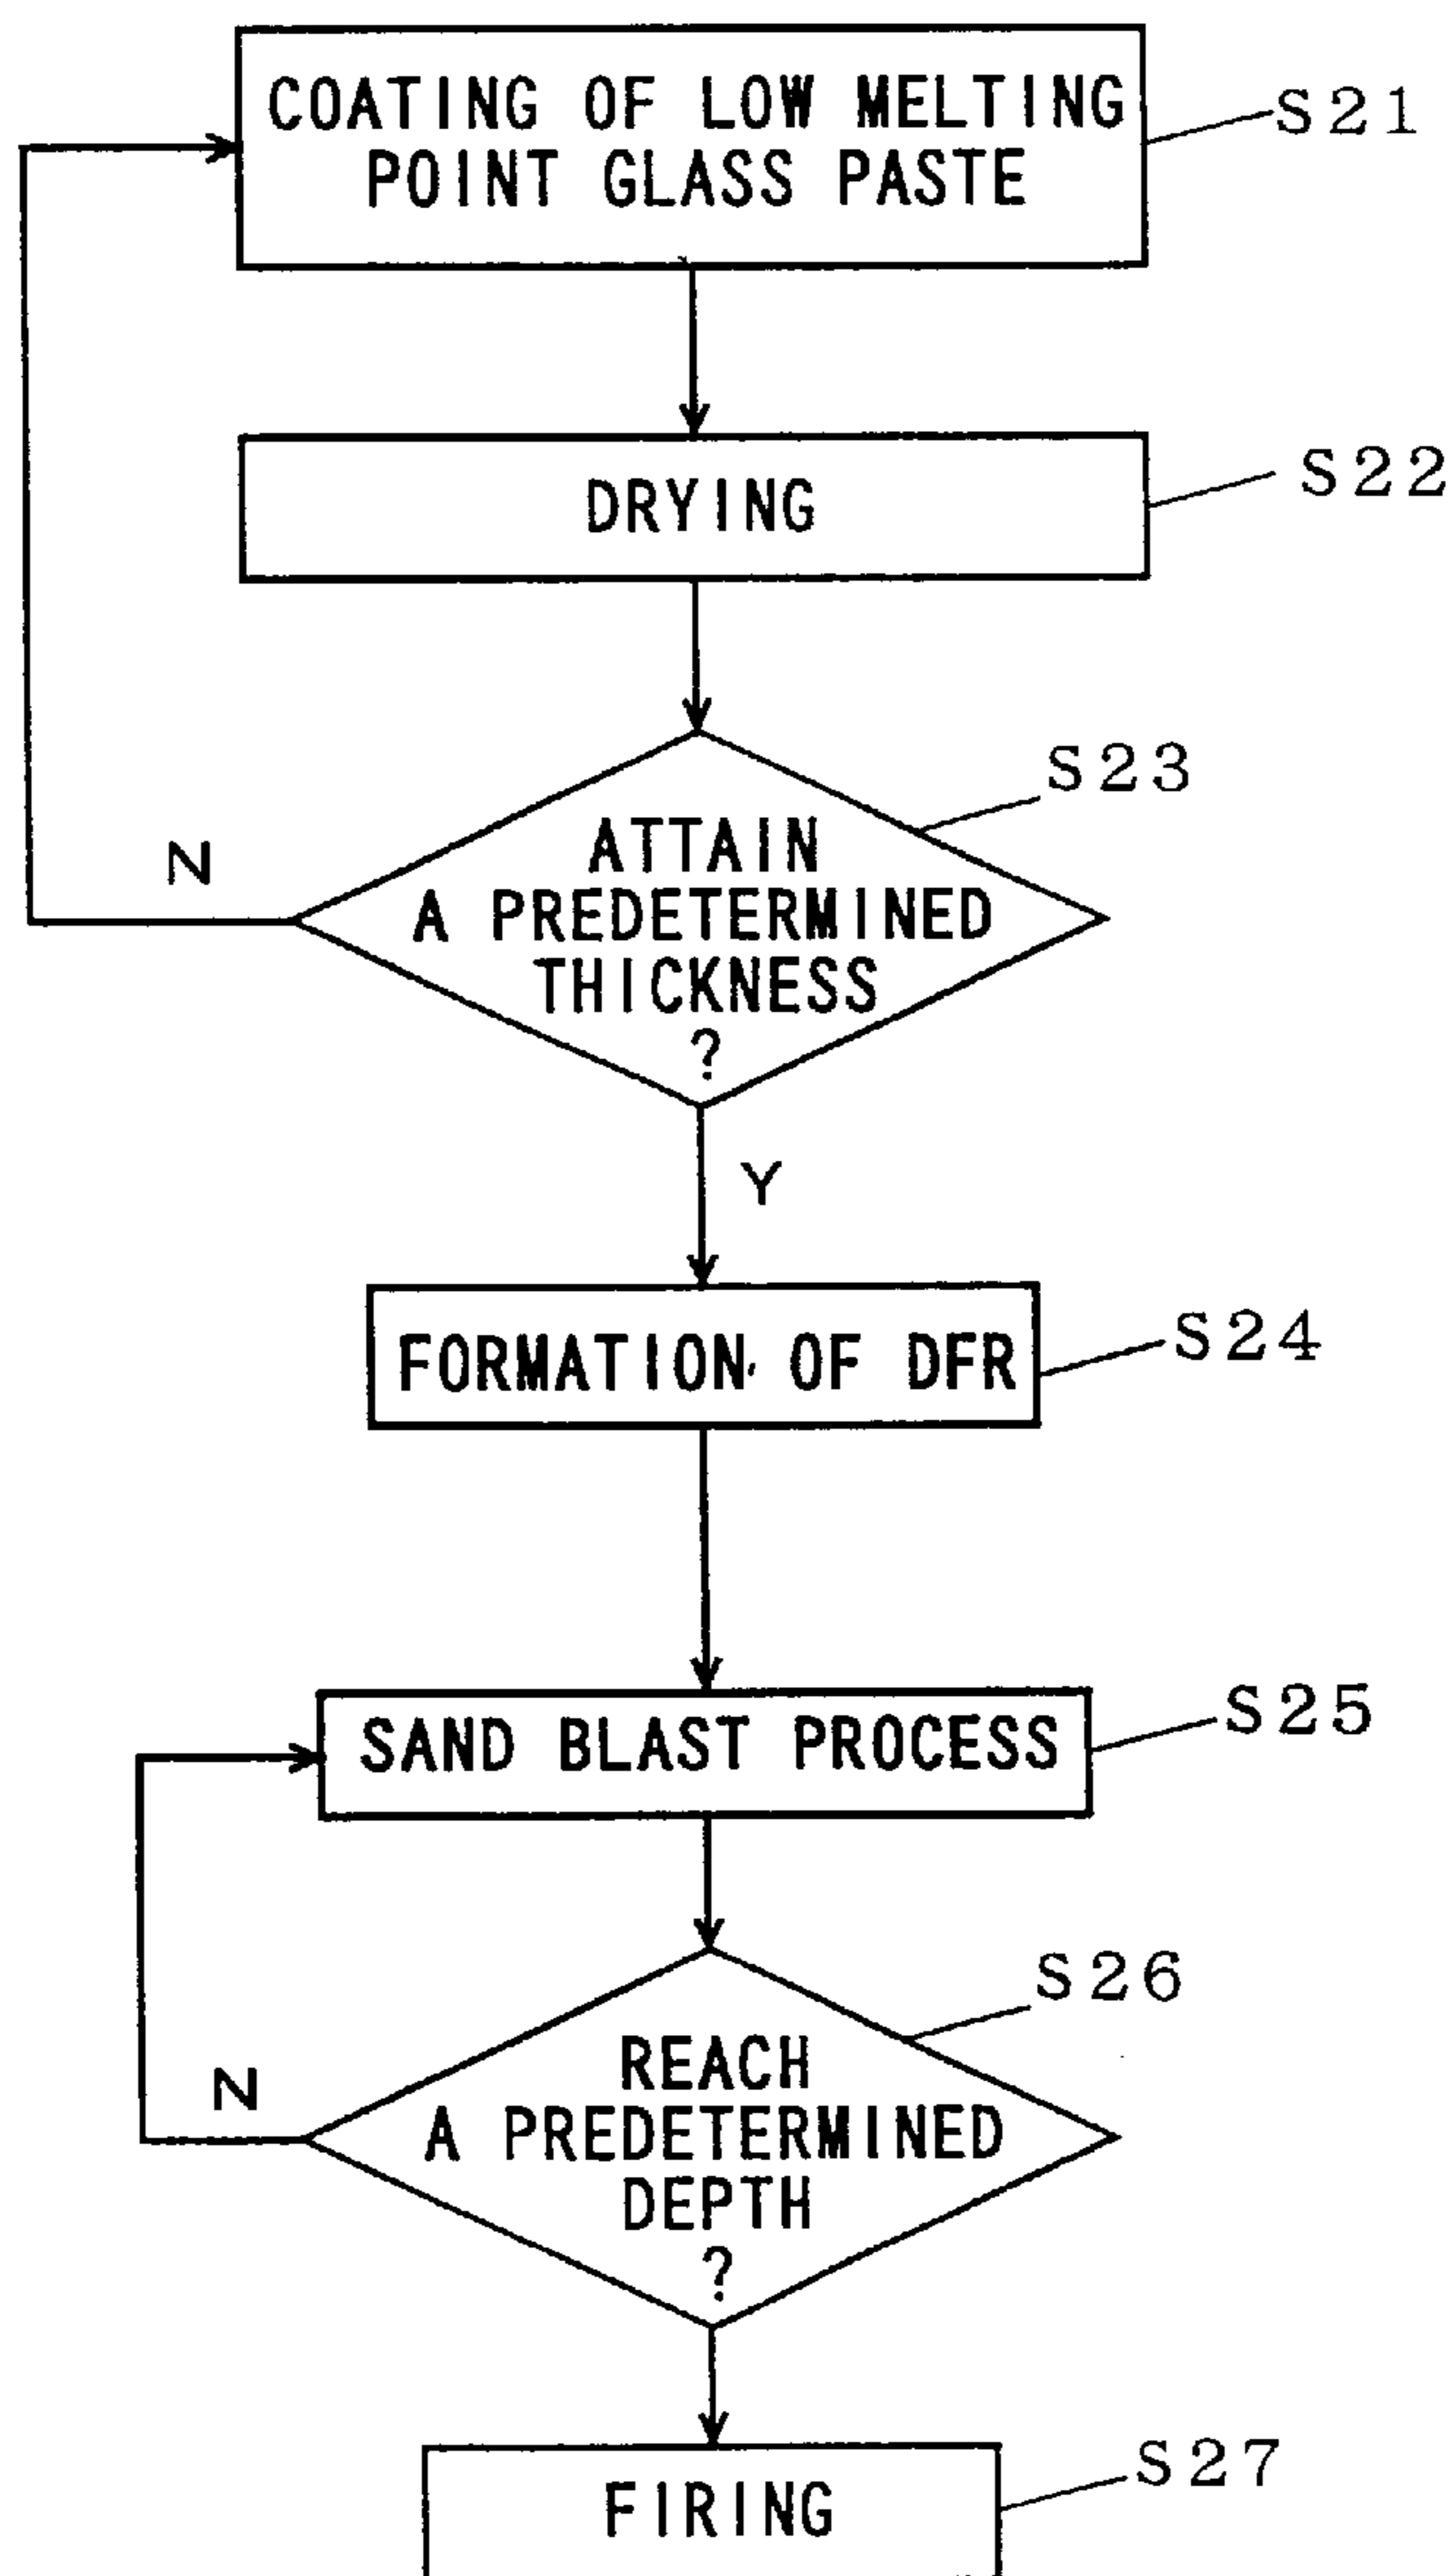 COATING OF LOW MELTING
POINT GLASS PASTE
S21
DRYING
S22
S23
ATTAIN
A PREDETERMINED
THICKNESS
?
N
Y
FORMATION OF DFR
S24
SAND BLAST PROCESS
S25
S26
REACH
A PREDETERMINED
DEPTH
?
N
FIRING
S27